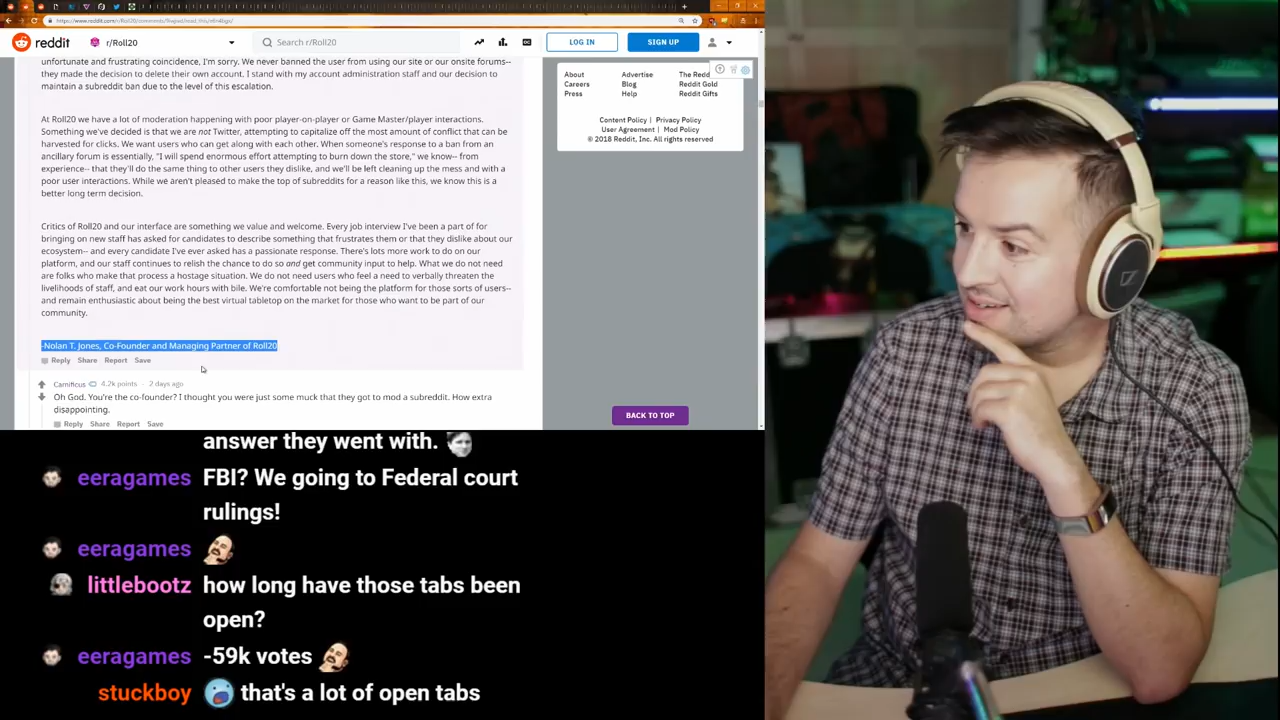 https://www.reddit.com/r/Roll20/comments/
reddit
r/Roll20
Search r/Roll20
LOG IN
SIGN UP
unfortunate and frustrating coincidence, I'm sorry. We never banned the user from using our site or our onsite forums--
they made the decision to delete their own account. I stand with my account administration staff and our decision to
maintain a subreddit ban due to the level of this escalation.
At Roll20 we have a lot of moderation happening with poor player-on-player or Game Master/player interactions.
Something we've decided is that we are not Twitter, attempting to capitalize off the most amount of conflict that can be
harvested for clicks. We want users who can get along with each other. When someone's response to a ban from an
ancillary forum is essentially, "I will spend enormous effort attempting to burn down the store," we know-- from
experience-- that they'll do the same thing to other users they dislike, and we'll be left cleaning up the mess and with a
poor user interactions. While we aren't pleased to make the top of subreddits for a reason like this, we know this is a
better long term decision.
Critics of Roll20 and our interface are something we value and welcome. Every job interview I've been a part of for
bringing on new staff has asked for candidates to describe something that frustrates them or that they dislike about our
ecosystem-- and every candidate I've ever asked has a passionate response. There's lots more work to do on our
platform, and our staff continues to relish the chance to do so and get community input to help. What we do not need
are folks who make that process a hostage situation. We do not need users who feel a need to verbally threaten the
livelihoods of staff, and eat our work hours with bile. We're comfortable not being the platform for those sorts of users--
and remain enthusiastic about being the best virtual tabletop on the market for those who want to be part of our
community.
-Nolan T. Jones, Co-Founder and Managing Partner of Roll20
Reply Share Report Save
Carnificus 4.2k points · 2 days ago
Oh God. You're the co-founder? I thought you were just some muck that they got to mod a subreddit. How extra
disappointing.
Reply Share Report Save
About Advertise The Redd
Careers Blog Reddit Gold
Press Help Reddit Gifts
Content Policy | Privacy Policy
User Agreement | Mod Policy
© 2018 Reddit, Inc. All rights reserved
BACK TO TOP
answer they went with.
eeragames FBI? We going to Federal court
rulings!
eeragames
littlebootz how long have those tabs been
open?
eeragames -59k votes
stuckboy that's a lot of open tabs